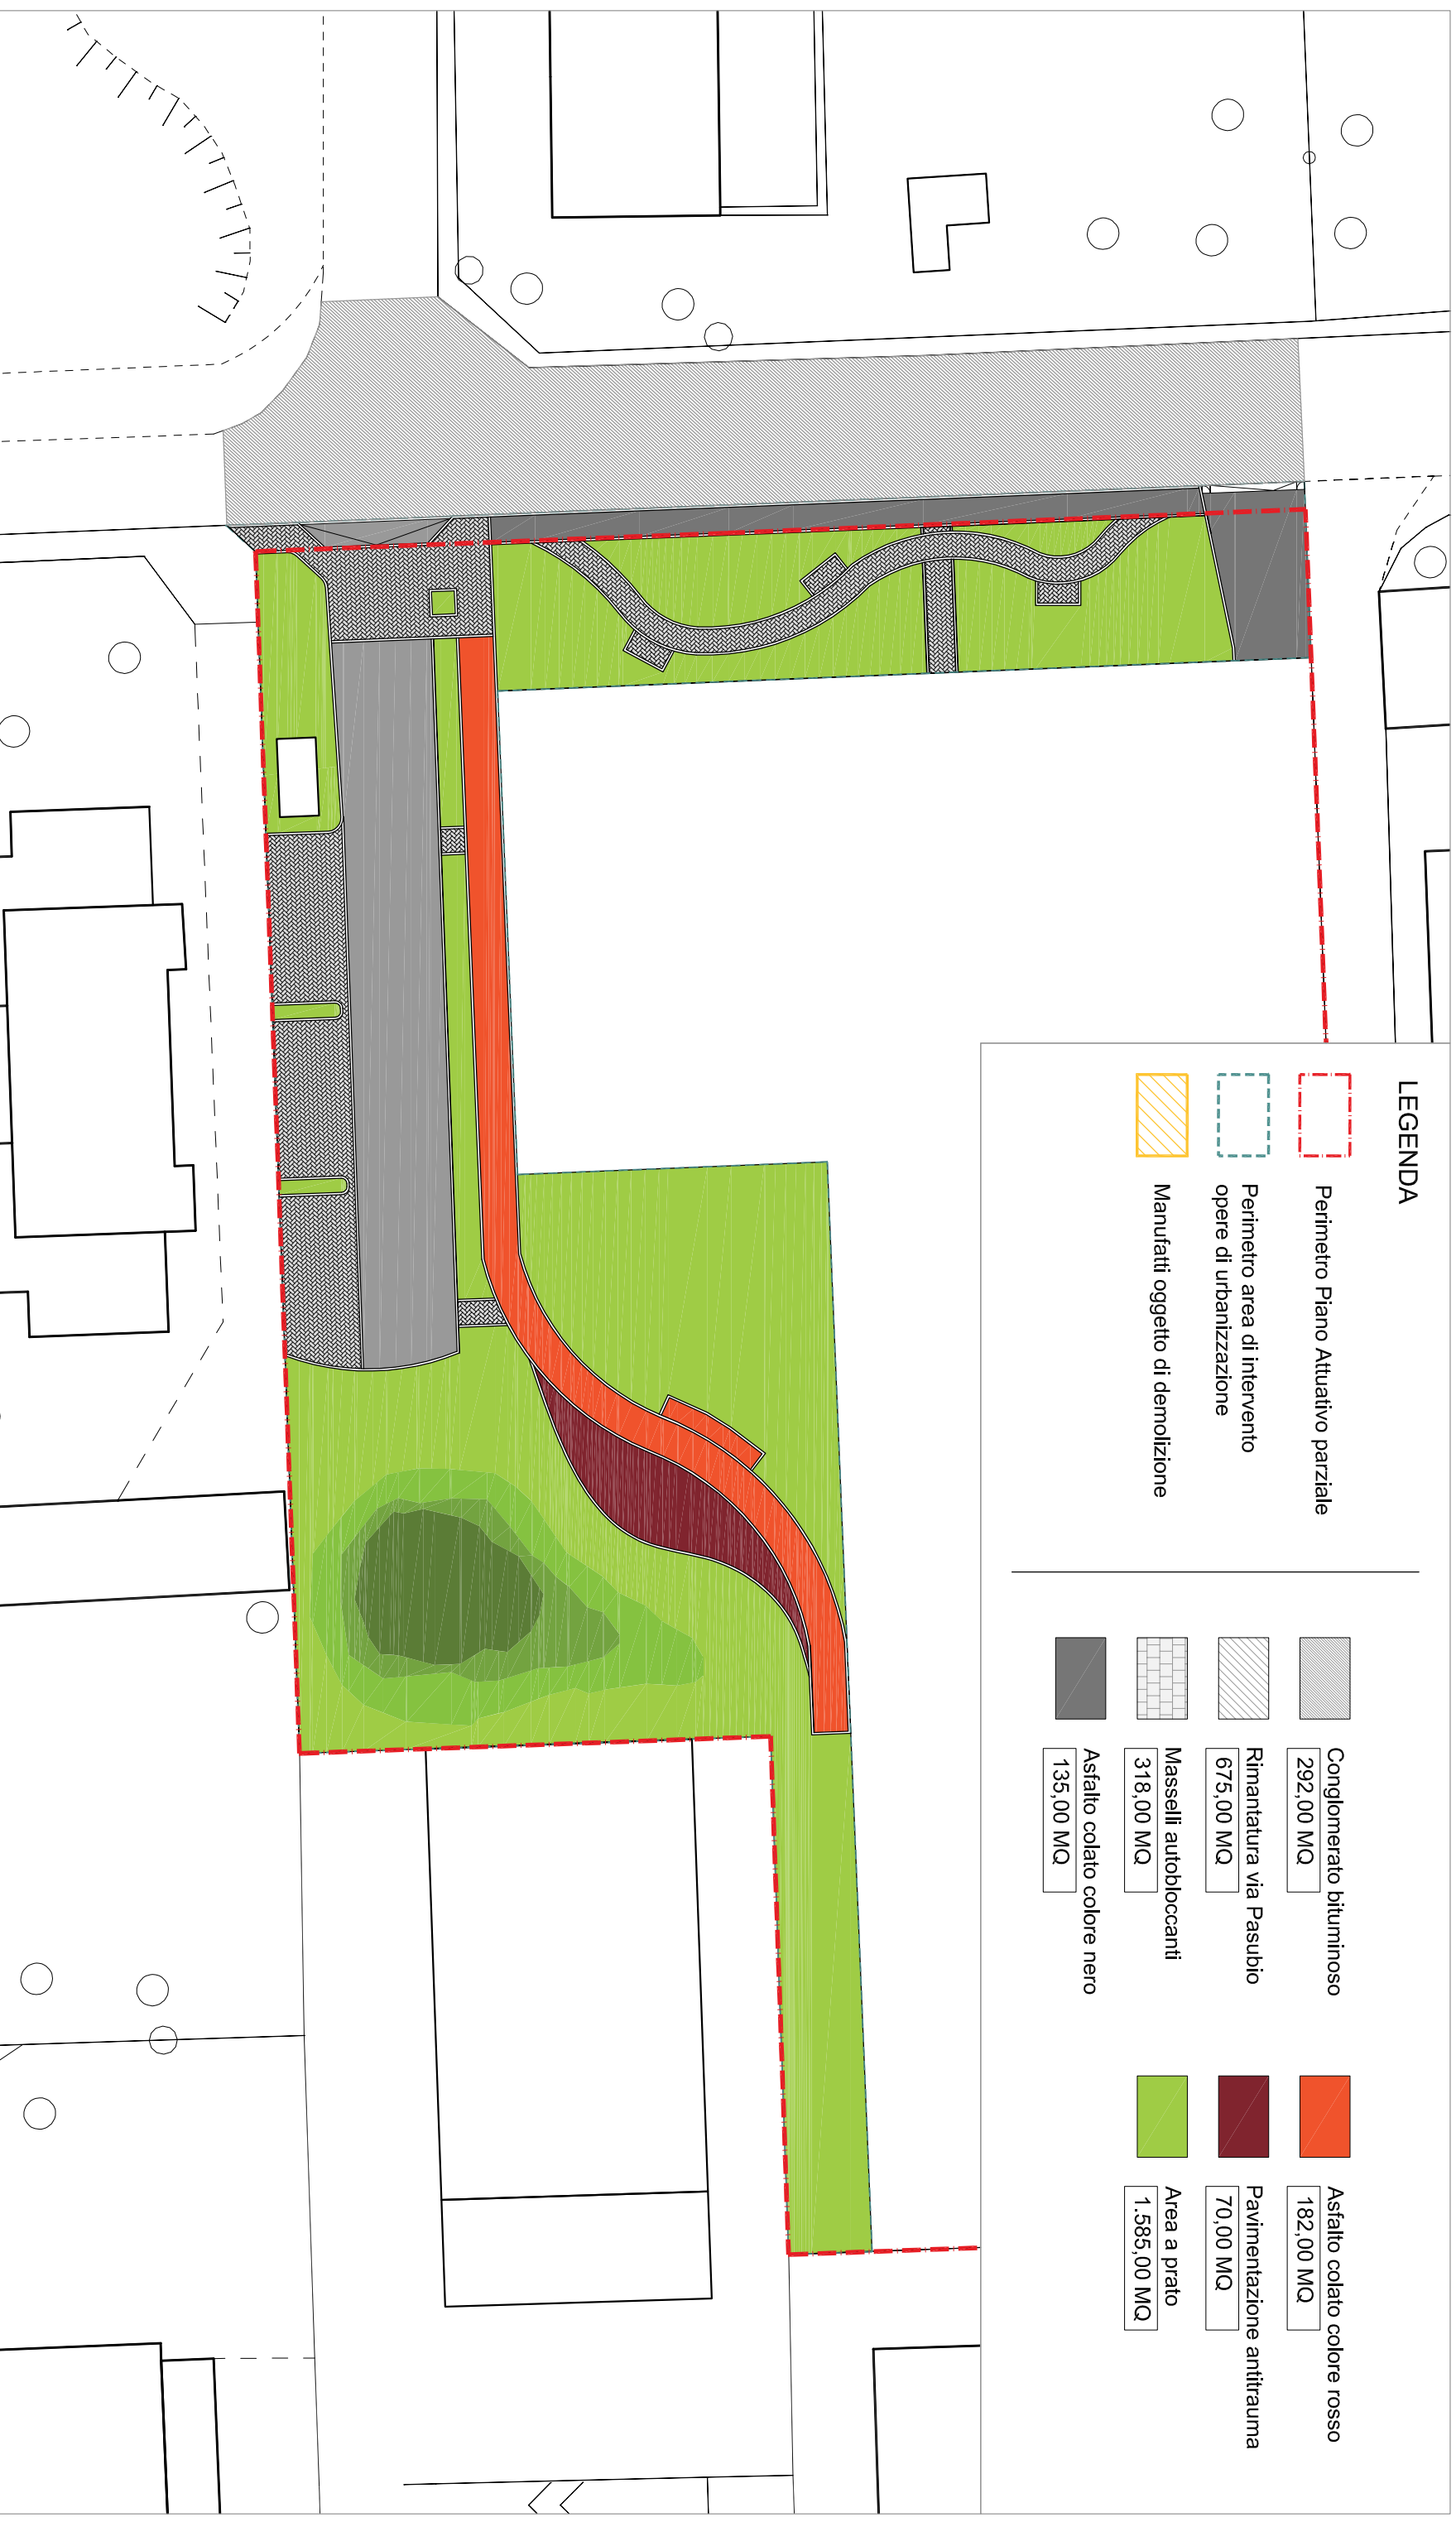 LEGENDA
Perimetro Piano Attuativo parziale
Perimetro area di intervento
opere di urbanizzazione
Manufatti oggetto di demolizione
Conglomerato bituminoso
292,00 MQ
Rimantatura via Pasubio
675,00 MQ
Masselli autobloccanti
318,00 MQ
Asfalto colato colore nero
135,00 MQ
Asfalto colato colore rosso
182,00 MQ
Pavimentazione antitrauma
70,00 MQ
Area a prato
1.585,00 MQ